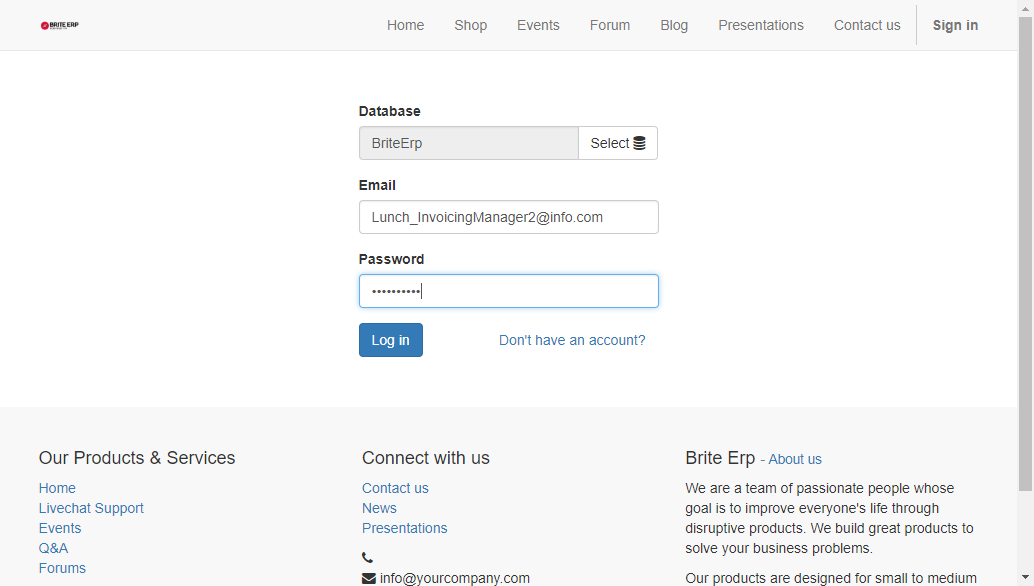 BRITE ERP
Home Shop Events Forum Blog Presentations Contact us Sign in
Database
BriteErp Select
Email
Lunch_InvoicingManager2@info.com
Password
••••••••••
Log in Don't have an account?
Our Products & Services
Home
Livechat Support
Events
Q&A
Forums
Connect with us
Contact us
News
Presentations
info@yourcompany.com
Brite Erp - About us
We are a team of passionate people whose
goal is to improve everyone's life through
disruptive products. We build great products to
solve your business problems.
Our products are designed for small to medium